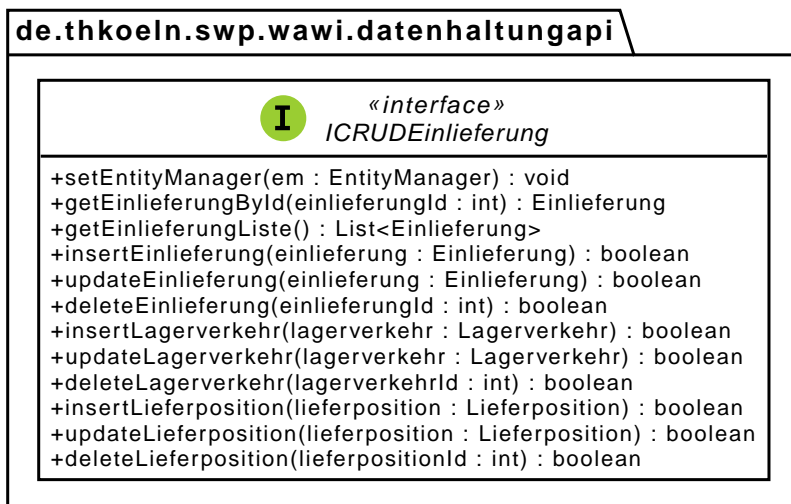 de.thkoeln.swp.wawi.datenhaltungapi
I
«interface»
ICRUDEinlieferung
+setEntityManager(em : EntityManager) : void
+getEinlieferungById(einlieferungId : int) : Einlieferung
+getEinlieferungListe() : List<Einlieferung>
+insertEinlieferung(einlieferung : Einlieferung) : boolean
+updateEinlieferung(einlieferung : Einlieferung) : boolean
+deleteEinlieferung(einlieferungId : int) : boolean
+insertLagerverkehr(lagerverkehr : Lagerverkehr) : boolean
+updateLagerverkehr(lagerverkehr : Lagerverkehr) : boolean
+deleteLagerverkehr(lagerverkehrId : int) : boolean
+insertLieferposition(lieferposition : Lieferposition) : boolean
+updateLieferposition(lieferposition : Lieferposition) : boolean
+deleteLieferposition(lieferpositionId : int) : boolean